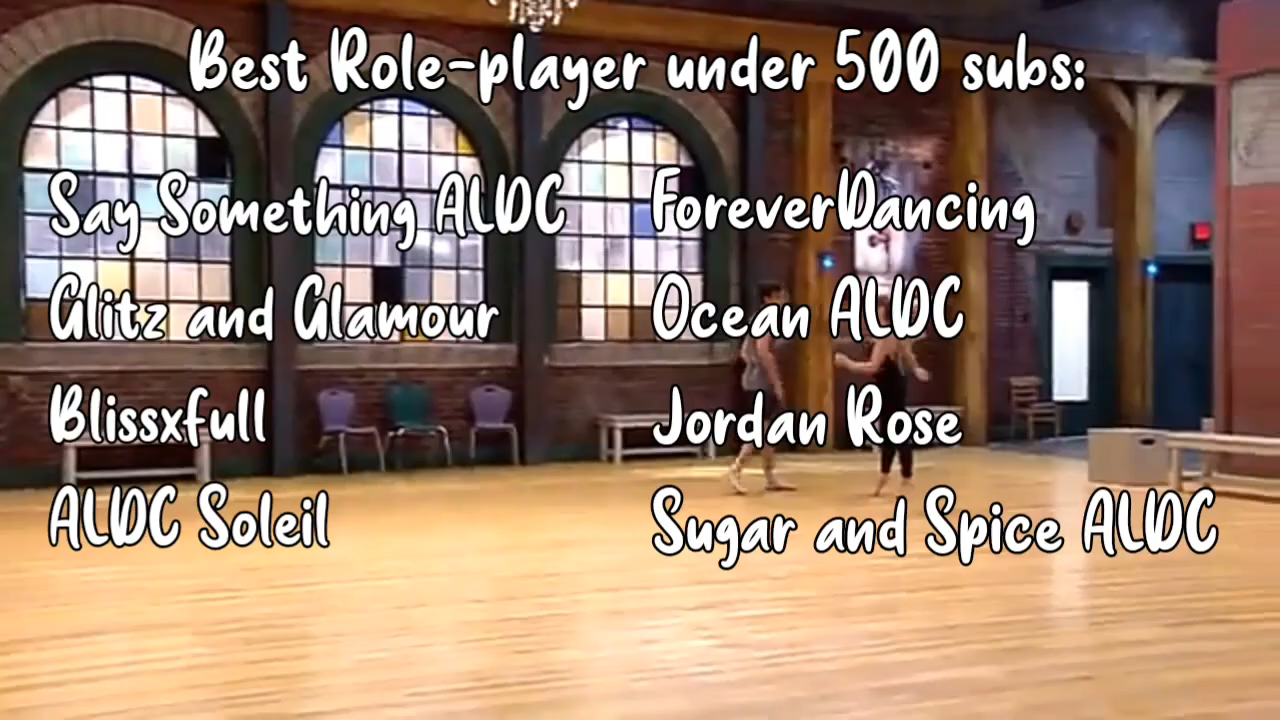 Best Role-player under 500 subs:
Say Something ALDC
Glitz and Glamour
Blissxfull
ALDC Soleil
ForeverDancing
Ocean ALDC
Jordan Rose
Sugar and Spice ALDC